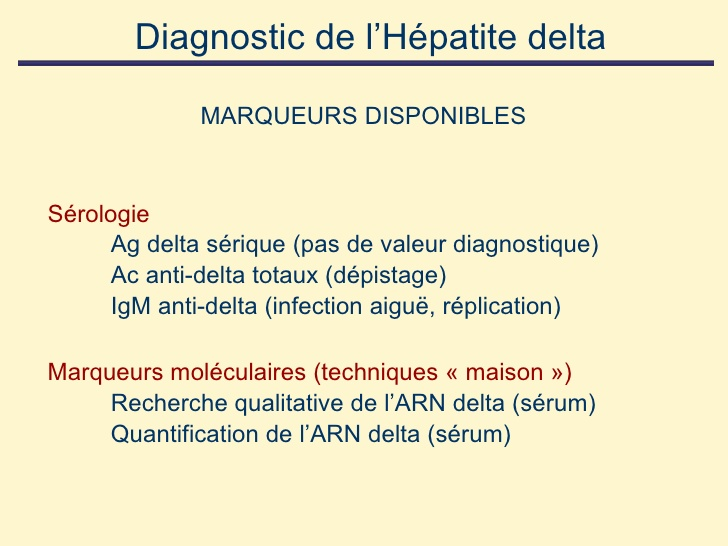 Diagnostic de l’Hépatite delta
MARQUEURS DISPONIBLES
Sérologie
Ag delta sérique (pas de valeur diagnostique)
Ac anti-delta totaux (dépistage)
IgM anti-delta (infection aiguë, réplication)
Marqueurs moléculaires (techniques « maison »)
Recherche qualitative de l’ARN delta (sérum)
Quantification de l’ARN delta (sérum)